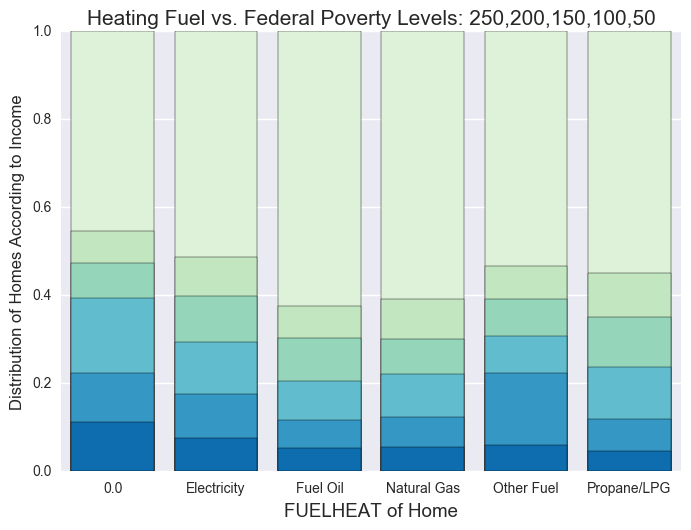 Heating Fuel vs. Federal Poverty Levels: 250,200,150,100,50
Distribution of Homes According to Income
1.0
0.8
0.6
0.4
0.2
0.0
0.0 Electricity Fuel Oil Natural Gas Other Fuel Propane/LPG
FUELHEAT of Home